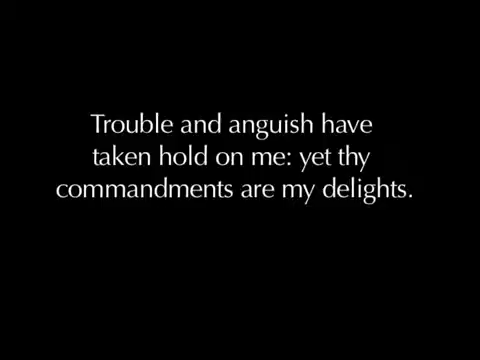 Trouble and anguish have
taken hold on me: yet thy
commandments are my delights.